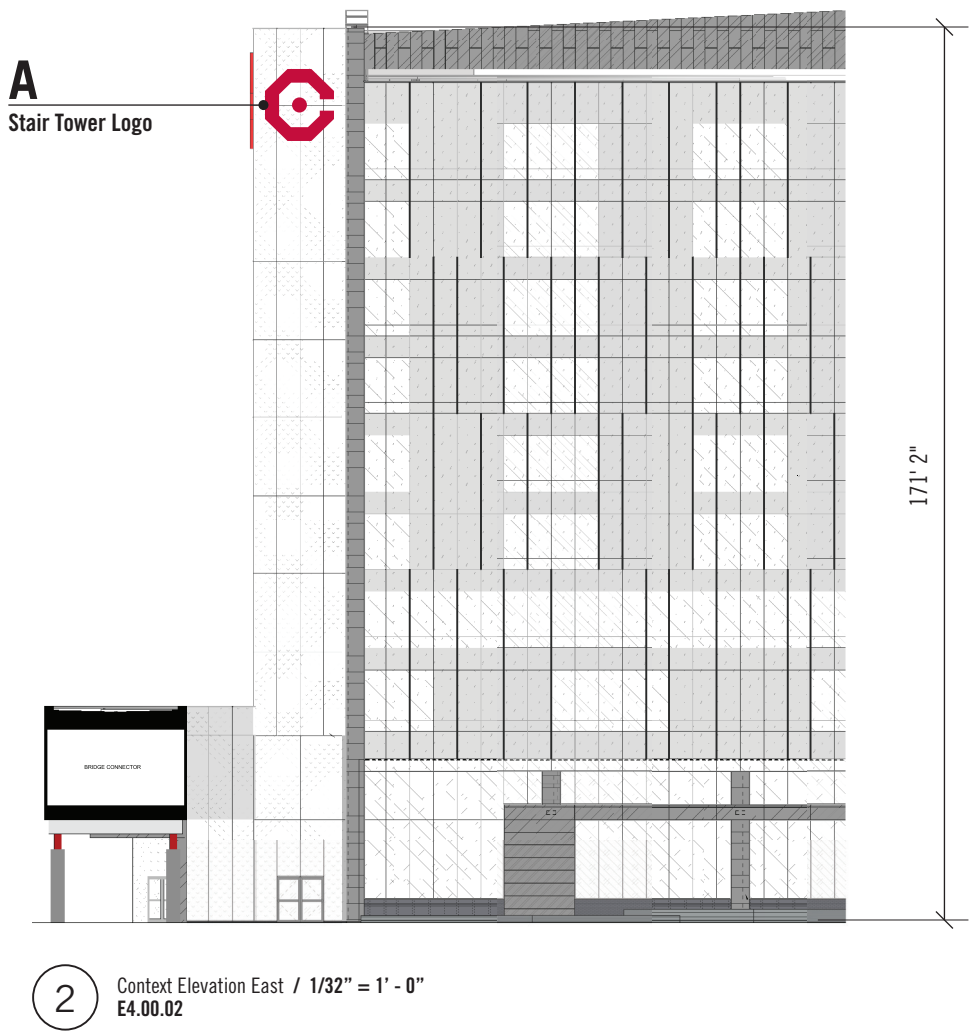 A
Stair Tower Logo
171' 2"
BRIDGE CONNECTOR
2
Context Elevation East / 1/32” = 1’ - 0”
E4.00.02